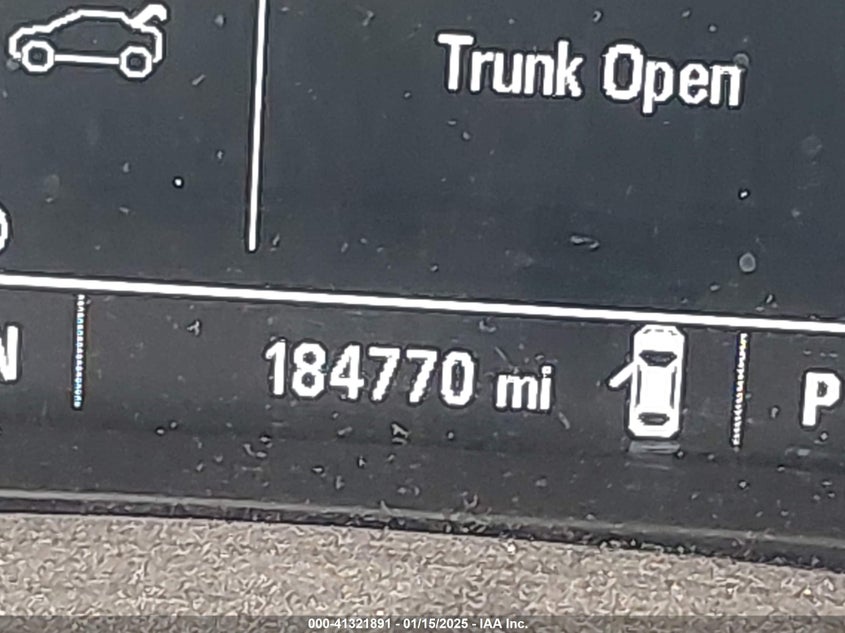 Trunk Open
N
184770 mi
P
000-41321891 - 01/15/2025 - IAA, Inc.